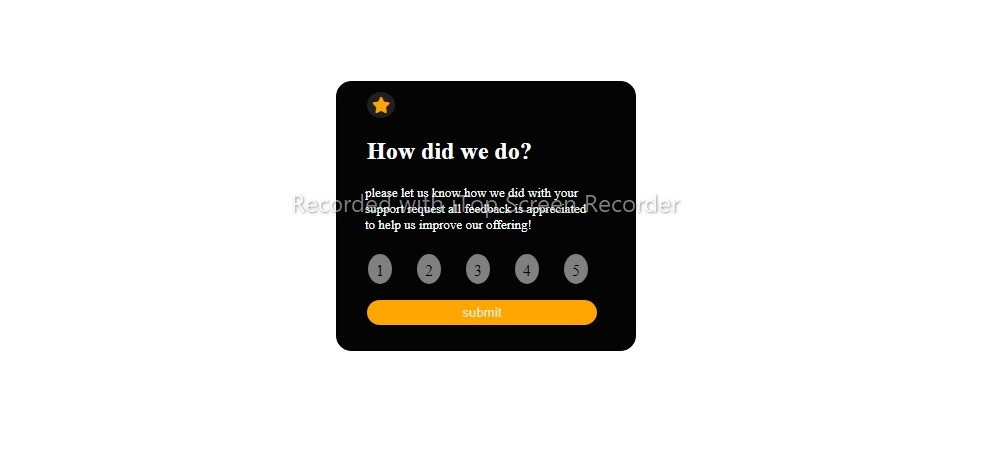 How did we do?
please let us know how we did with your
Recorded with iTop Screen Recorder
support request all feedback is appreciated
to help us improve our offering!
1 2 3 4 5
submit